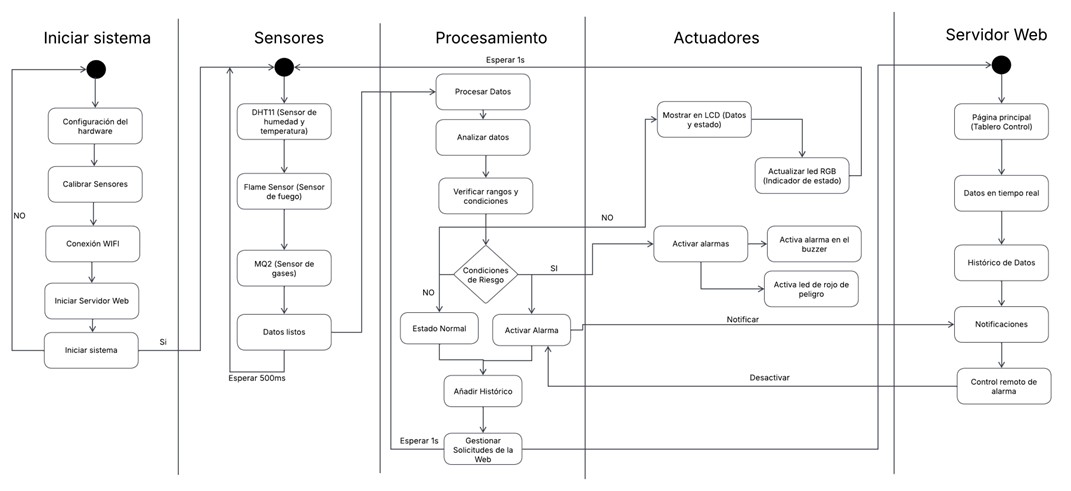 Iniciar sistema
Configuración del
hardware
Calibrar Sensores
NO
Conexión WIFI
Iniciar Servidor Web
Iniciar sistema
Si
Sensores
DHT11 (Sensor
de humedad y
temperatura)
Flame Sensor (Sensor
de fuego)
MQ2 (Sensor de
gases)
Datos listos
Esperar 500ms
Procesamiento
Procesar Datos
Analizar datos
Verificar rangos y
condiciones
Condiciones
de Riesgo
SI
NO
Estado Normal
Activar Alarma
Añadir Histórico
Esperar 1s
Gestionar
Solicitudes de la
Web
Actuadores
Esperar 1s
Mostrar en LCD (Datos
y estado)
Actualizar led RGB
(Indicador de estado)
NO
Activar alarmas
Activa alarma en el
buzzer
Activa led de rojo de
peligro
Notificar
Desactivar
Servidor Web
Página principal
(Tablero Control)
Datos en tiempo real
Histórico de Datos
Notificaciones
Control remoto de
alarma